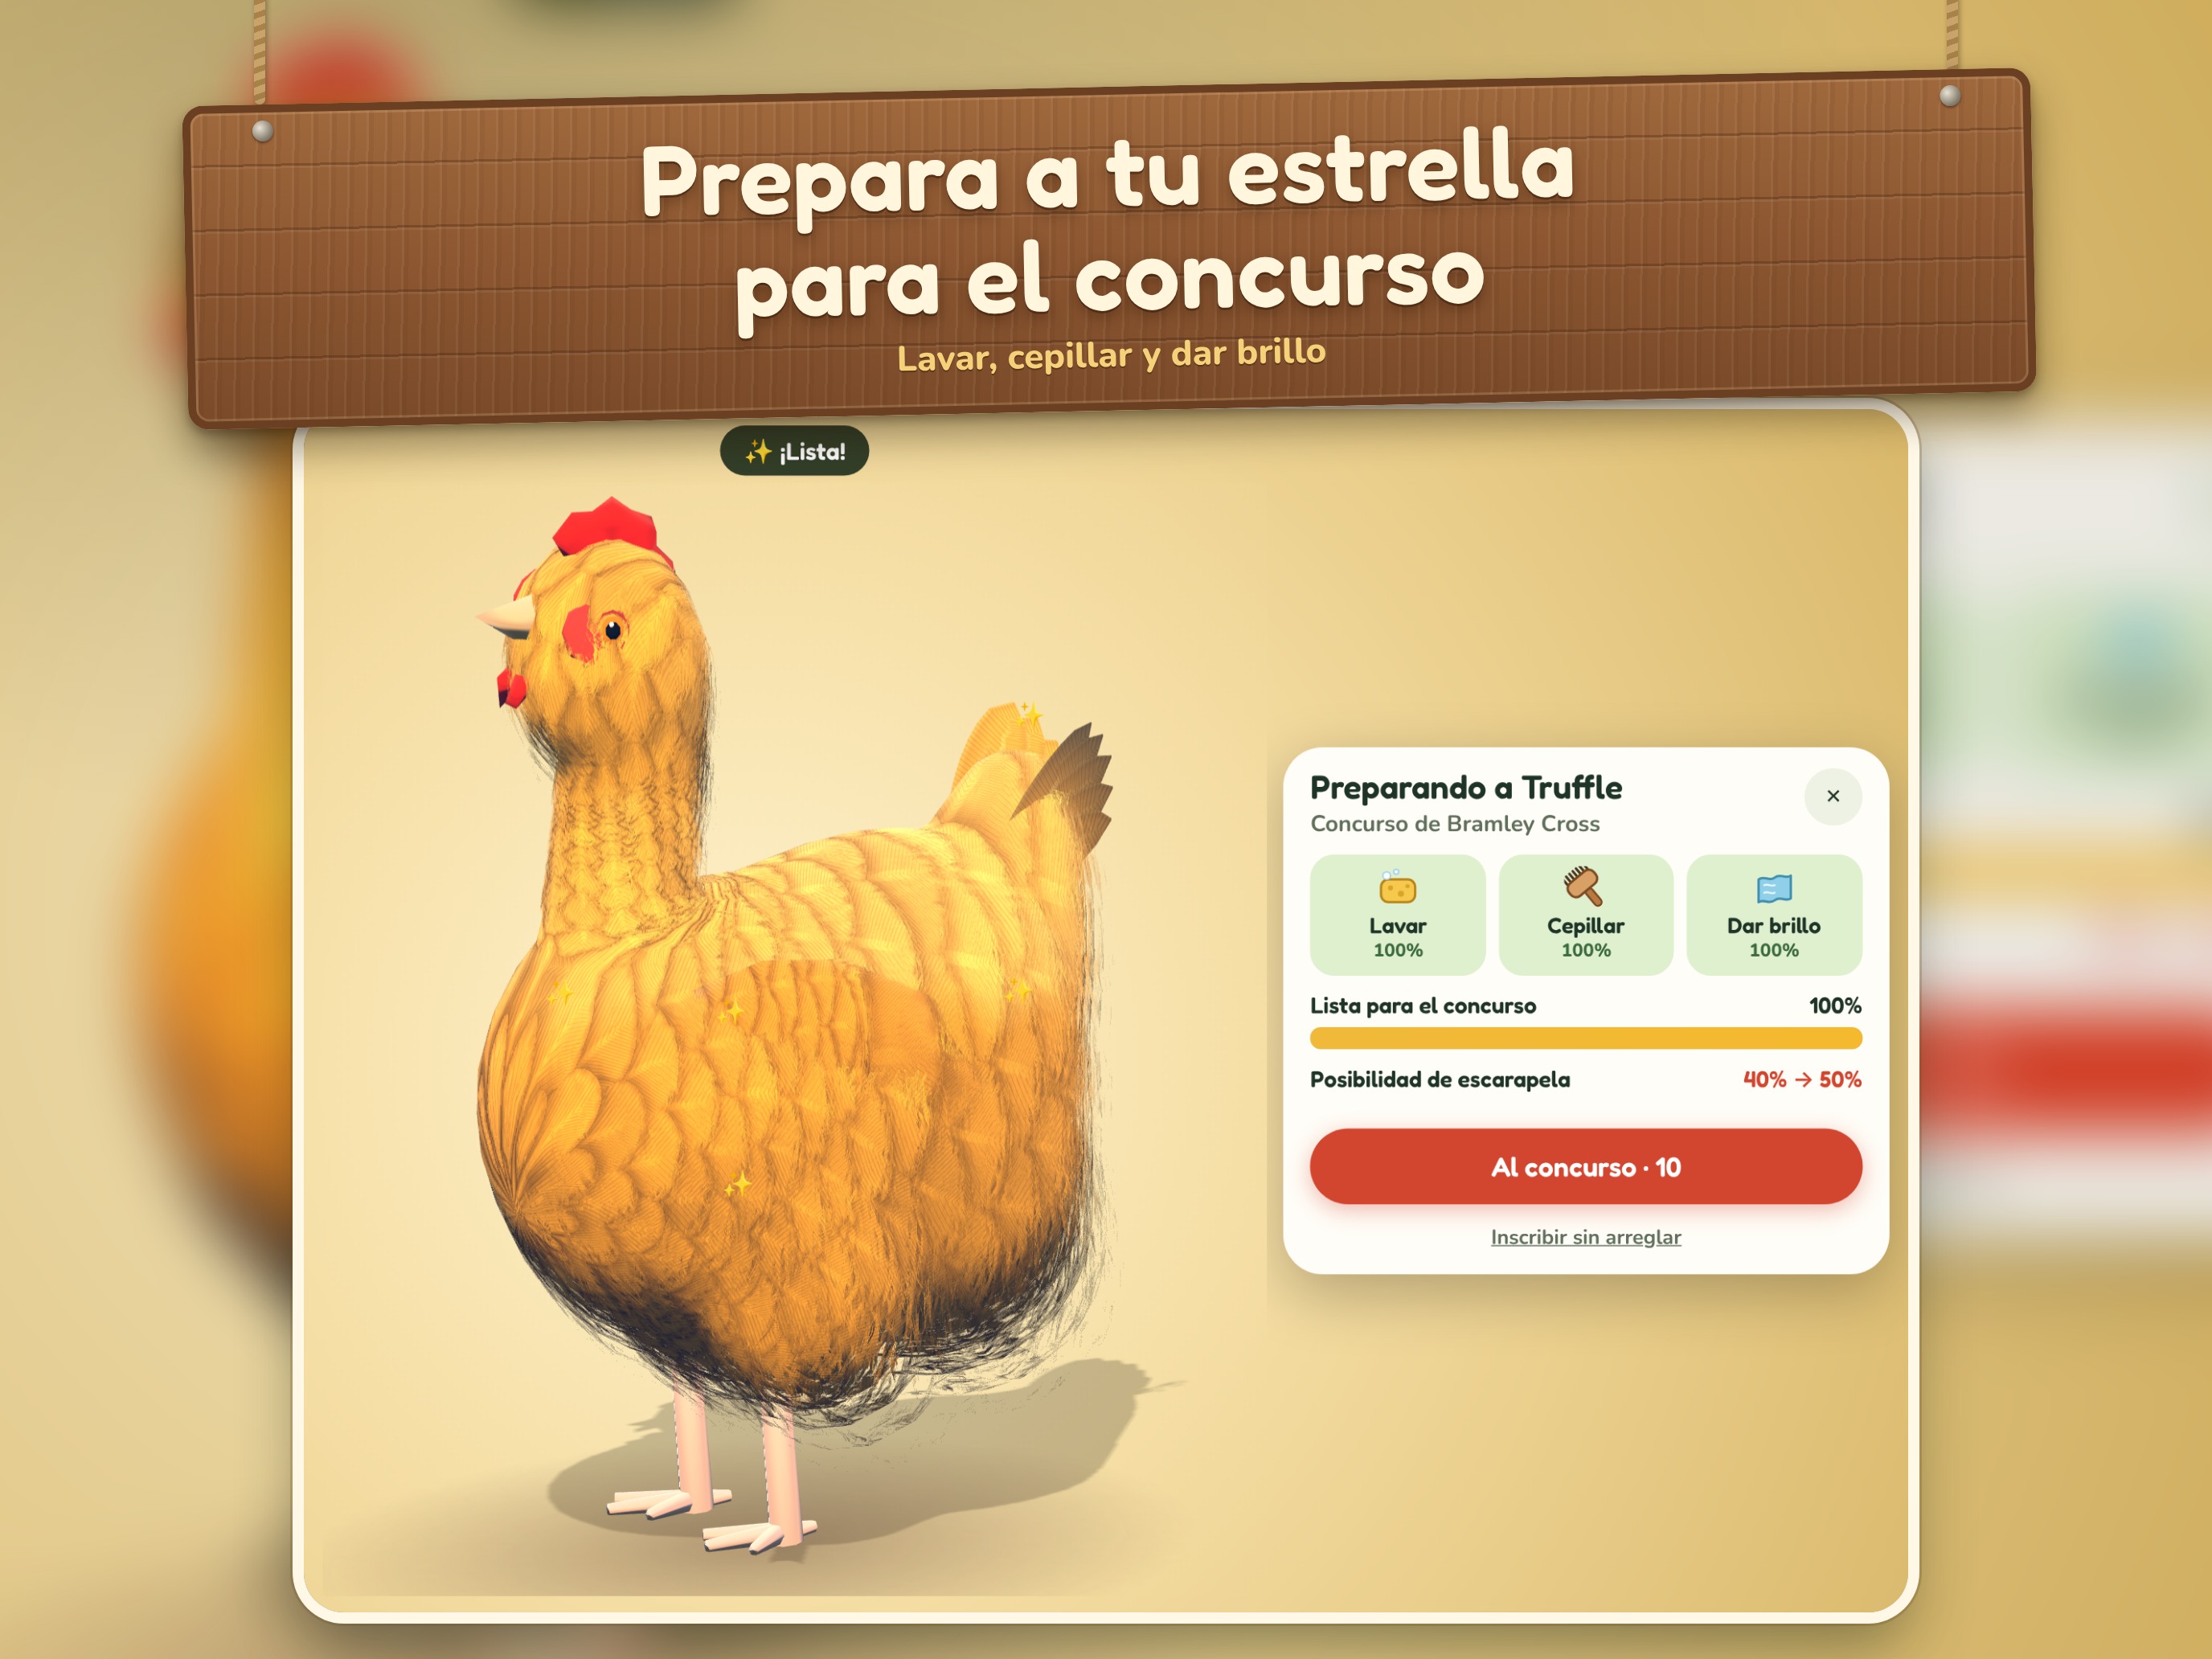 Prepara a tu estrella
para el concurso
Lavar, cepillar y dar brillo
¡Lista!
Preparando a Truffle
×
Concurso de Bramley Cross
Lavar
100%
Cepillar
100%
Dar brillo
100%
Lista para el concurso 100%
Posibilidad de escarapela 40% → 50%
Al concurso · 10
Inscribir sin arreglar